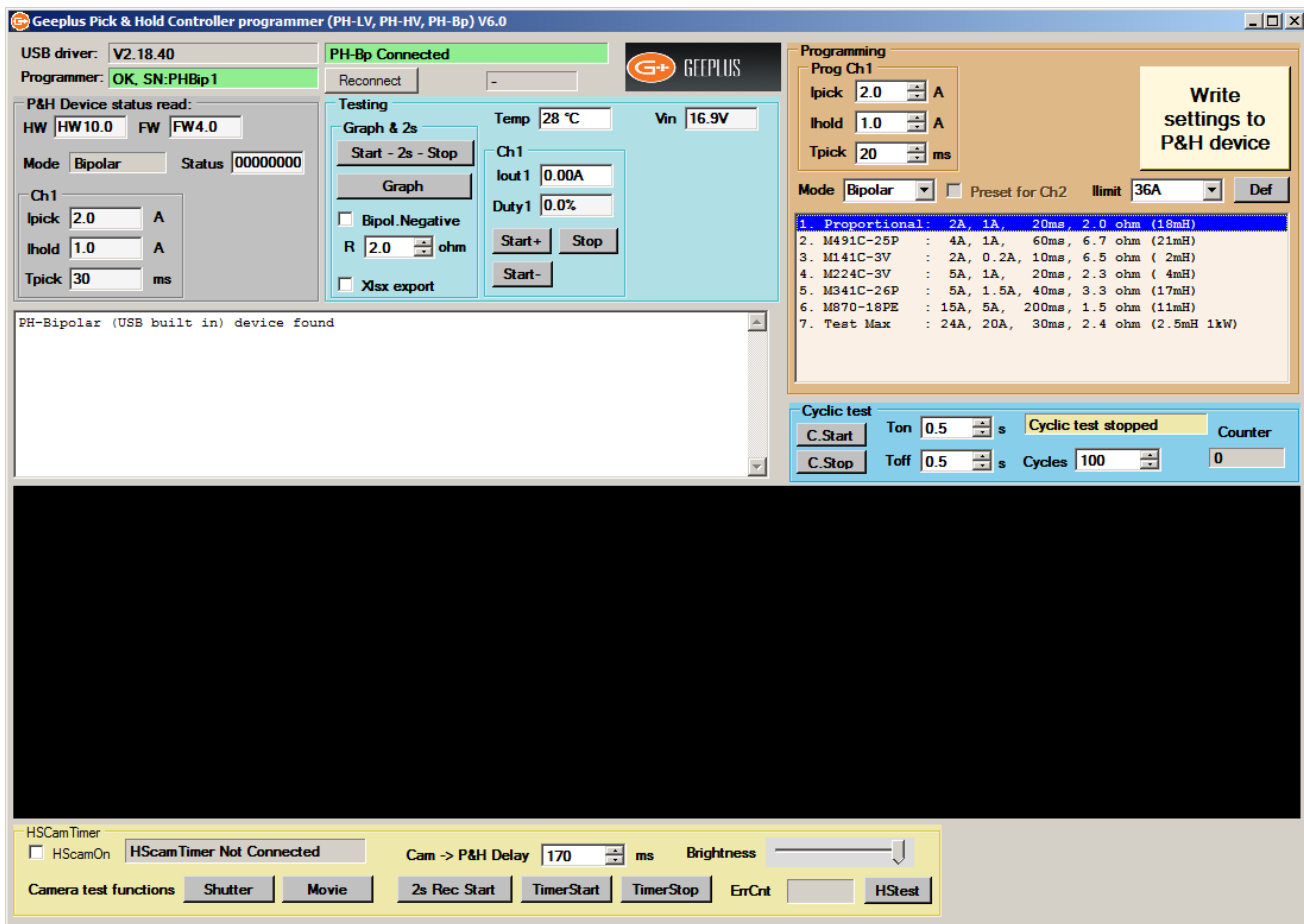 Geeplus Pick & Hold Controller programmer (PH-LV, PH-HV, PH-Bp) V6.0
USB driver: V2.18.40
Programmer: OK, SN:PHBip1
PH-Bp Connected
Reconnect -
G+ GEEPLUS
P&H Device status read:
HW HW10.0 FW FW4.0
Mode Bipolar Status 00000000
Ch1
Ipick 2.0 A
Ihold 1.0 A
Tpick 30 ms
Testing
Graph & 2s
Start - 2s - Stop
Graph
Bipol.Negative
R 2.0 ohm
Xlsx export
Temp 28 °C Vin 16.9V
Ch1
Iout1 0.00A
Duty1 0.0%
Start+ Stop
Start-
Programming
Prog Ch1
Ipick 2.0 A
Ihold 1.0 A
Tpick 20 ms
Write
settings to
P&H device
Mode Bipolar Preset for Ch2 Ilimit 36A Def
1. Proportional: 2A, 1A, 20ms, 2.0 ohm (18mH)
2. M491C-25P : 4A, 1A, 60ms, 6.7 ohm (21mH)
3. M141C-3V : 2A, 0.2A, 10ms, 6.5 ohm ( 2mH)
4. M224C-3V : 5A, 1A, 20ms, 2.3 ohm ( 4mH)
5. M341C-26P : 5A, 1.5A, 40ms, 3.3 ohm (17mH)
6. M870-18PE : 15A, 5A, 200ms, 1.5 ohm (11mH)
7. Test Max : 24A, 20A, 30ms, 2.4 ohm (2.5mH 1kW)
PH-Bipolar (USB built in) device found
Cyclic test
C.Start Ton 0.5 s Cyclic test stopped Counter
C.Stop Toff 0.5 s Cycles 100 0
HSCamTimer
HScamOn HScamTimer Not Connected Cam -> P&H Delay 170 ms Brightness
Camera test functions Shutter Movie 2s Rec Start TimerStart TimerStop ErrCnt HStest